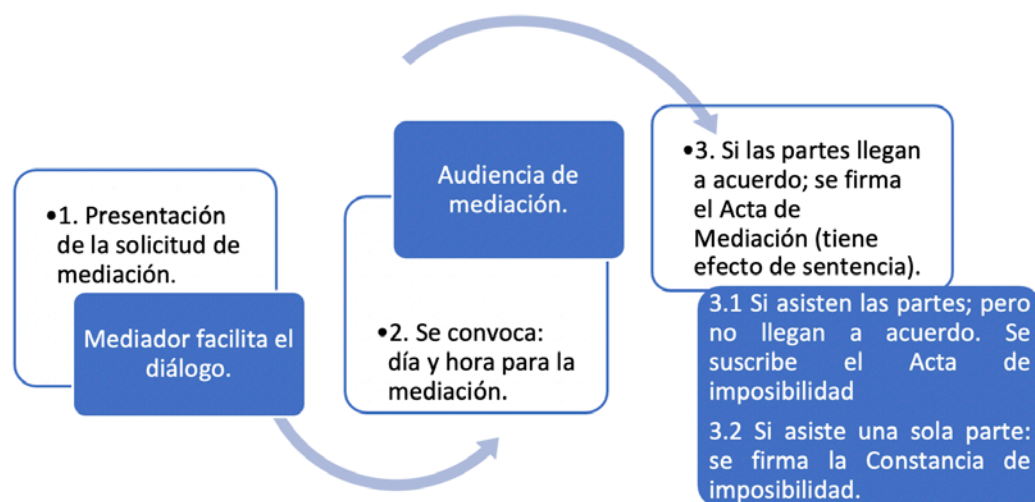 •1. Presentación
de la solicitud de
mediación.
Mediador facilita el
diálogo.
Audiencia de
mediación.
•2. Se convoca:
día y hora para la
mediación.
•3. Si las partes llegan
a acuerdo; se firma
el Acta de
Mediación (tiene
efecto de sentencia).
3.1 Si asisten las partes; pero
no llegan a acuerdo. Se
suscribe el Acta de
imposibilidad
3.2 Si asiste una sola parte:
se firma la Constancia de
imposibilidad.